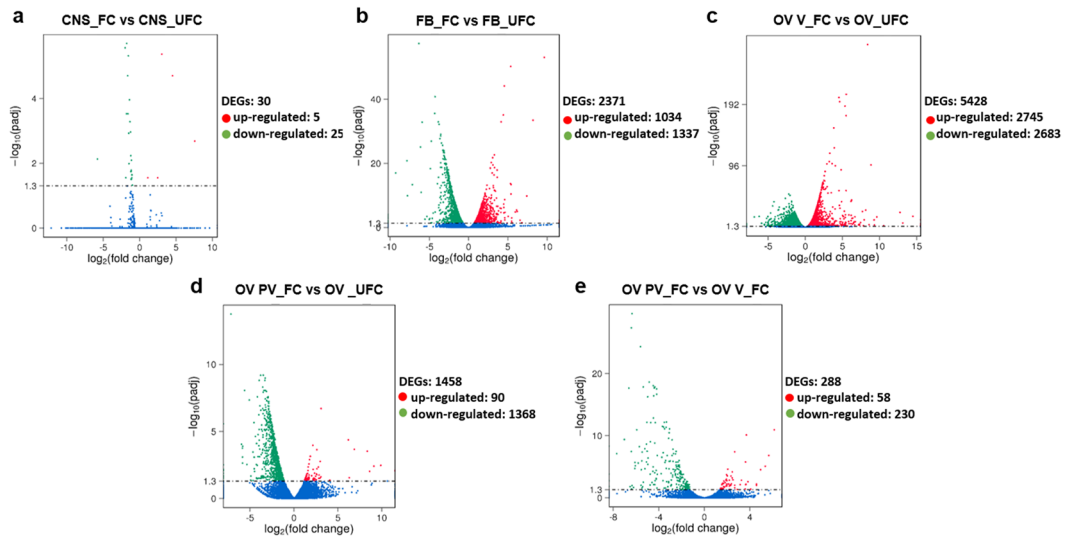 a
CNS_FC vs CNS_UFC
−log10(padj)
4
2
1.3
0
-10
-5
0
5
10
log2(fold change)
DEGs: 30
up-regulated: 5
down-regulated: 25
b
FB_FC vs FB_UFC
−log10(padj)
40
20
1.3
0
-10
-5
0
5
10
log2(fold change)
DEGs: 2371
up-regulated: 1034
down-regulated: 1337
c
OV V_FC vs OV_UFC
−log10(padj)
192
96
1.3
-5
0
5
10
15
log2(fold change)
DEGs: 5428
up-regulated: 2745
down-regulated: 2683
d
OV PV_FC vs OV _UFC
−log10(padj)
10
5
1.3
0
-5
0
5
10
log2(fold change)
DEGs: 1458
up-regulated: 90
down-regulated: 1368
e
OV PV_FC vs OV V_FC
−log10(padj)
20
10
1.3
0
-8
-4
0
4
log2(fold change)
DEGs: 288
up-regulated: 58
down-regulated: 230